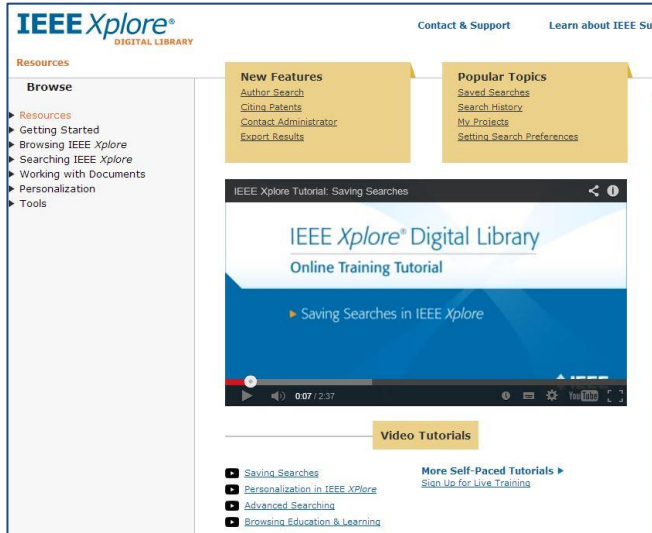 IEEE Xplore®
DIGITAL LIBRARY
Contact & Support Learn about IEEE Su
Resources
Browse
Resources
Getting Started
Browsing IEEE Xplore
Searching IEEE Xplore
Working with Documents
Personalization
Tools
New Features
Author Search
Citing Patents
Contact Administrator
Export Results
Popular Topics
Saved Searches
Search History
My Projects
Setting Search Preferences
IEEE Xplore Tutorial: Saving Searches
IEEE Xplore® Digital Library
Online Training Tutorial
Saving Searches in IEEE Xplore
0:07 / 2:37
YouTube
Video Tutorials
Saving Searches
Personalization in IEEE XPlore
Advanced Searching
Browsing Education & Learning
More Self-Paced Tutorials
Sign Up for Live Training